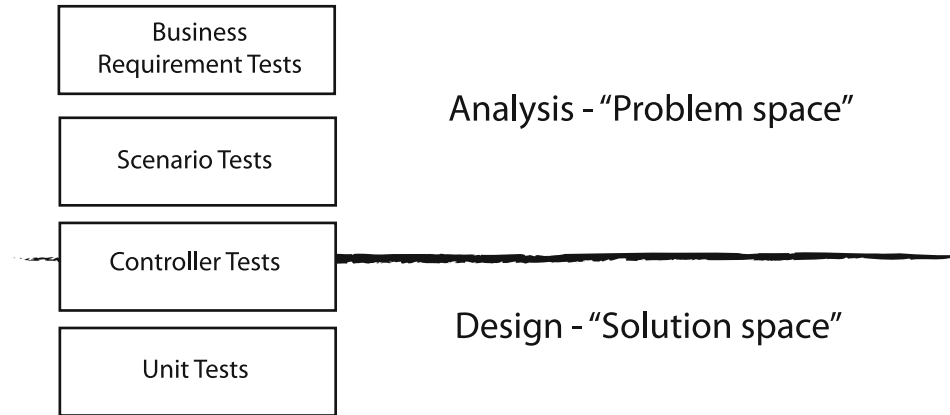 Business
Requirement Tests
Analysis - “Problem space”
Scenario Tests
Controller Tests
Design - “Solution space”
Unit Tests